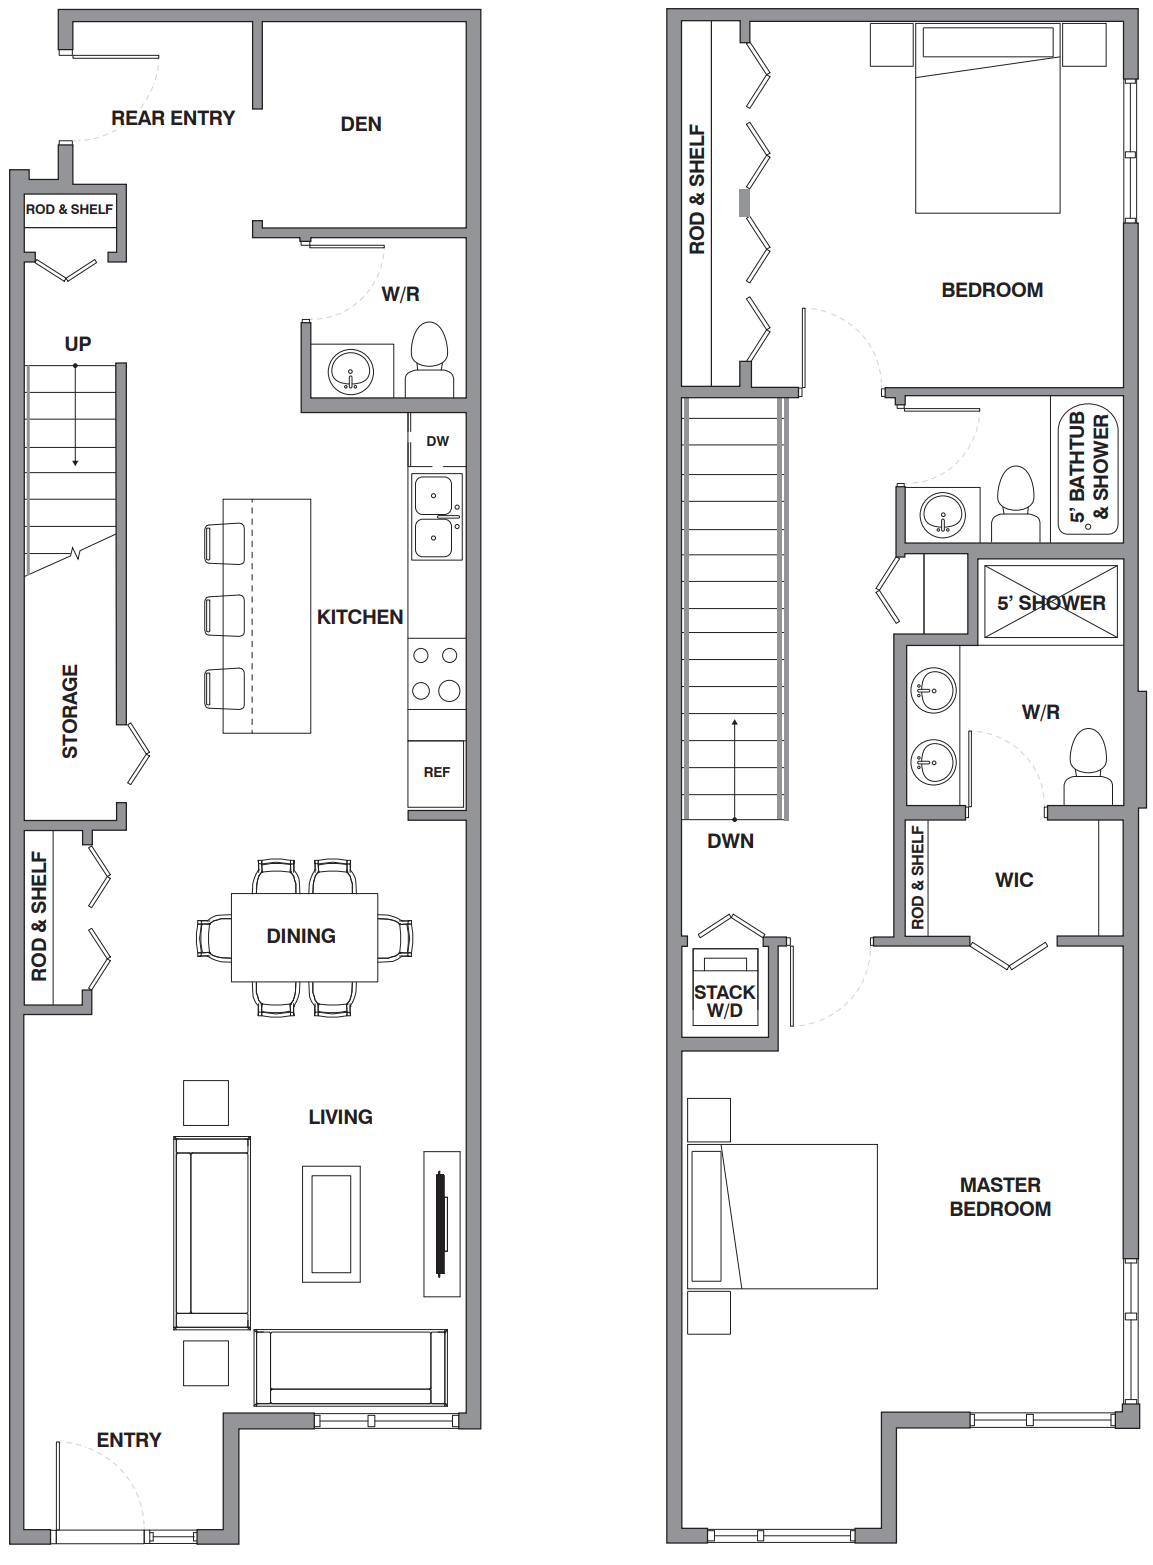 REAR ENTRY
DEN
ROD & SHELF
W/R
UP
DW
KITCHEN
STORAGE
REF
ROD & SHELF
DINING
LIVING
ENTRY
ROD & SHELF
BEDROOM
5' BATHTUB
& SHOWER
5' SHOWER
W/R
DWN
ROD & SHELF
WIC
STACK
W/D
MASTER
BEDROOM